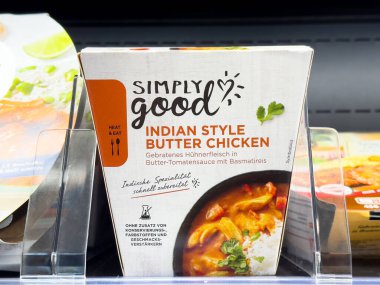 SIMPLY
good
HEAT
& EAT
INDIAN STYLE
BUTTER CHICKEN
Gebratenes Hühnerfleisch in
Butter-Tomatensauce mit Basmatireis
Indische Spezialität
schnell zubereitet
OHNE ZUSATZ VON
KONSERVIERUNGS-,
FARBSTOFFEN UND
GESCHMACKS-
VERSTÄRKERN